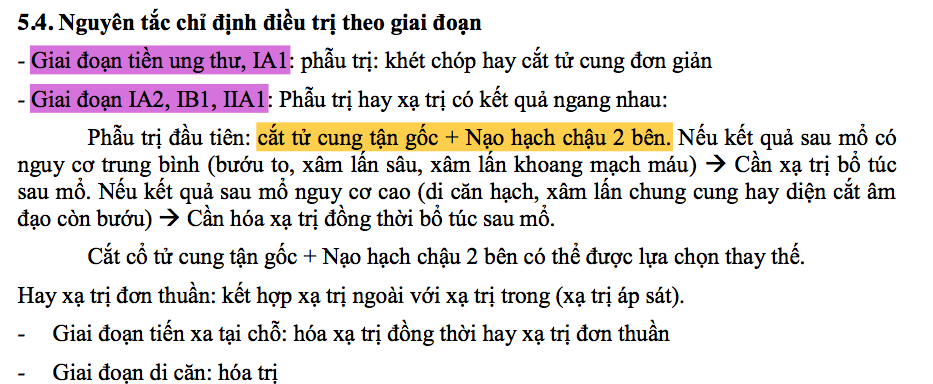 5.4. Nguyên tắc chỉ định điều trị theo giai đoạn
- Giai đoạn tiền ung thư, IA1: phẫu trị: khét chóp hay cắt tử cung đơn giản
- Giai đoạn IA2, IB1, IIA1: Phẫu trị hay xạ trị có kết quả ngang nhau:
Phẫu trị đầu tiên: cắt tử cung tận gốc + Nạo hạch chậu 2 bên. Nếu kết quả sau mổ có
nguy cơ trung bình (bướu to, xâm lấn sâu, xâm lấn khoang mạch máu) → Cần xạ trị bổ túc
sau mổ. Nếu kết quả sau mổ nguy cơ cao (di căn hạch, xâm lấn chung cung hay diện cắt âm
đạo còn bướu) → Cần hóa xạ trị đồng thời bổ túc sau mổ.
Cắt cổ tử cung tận gốc + Nạo hạch chậu 2 bên có thể được lựa chọn thay thế.
Hay xạ trị đơn thuần: kết hợp xạ trị ngoài với xạ trị trong (xạ trị áp sát).
- Giai đoạn tiến xa tại chỗ: hóa xạ trị đồng thời hay xạ trị đơn thuần
- Giai đoạn di căn: hóa trị